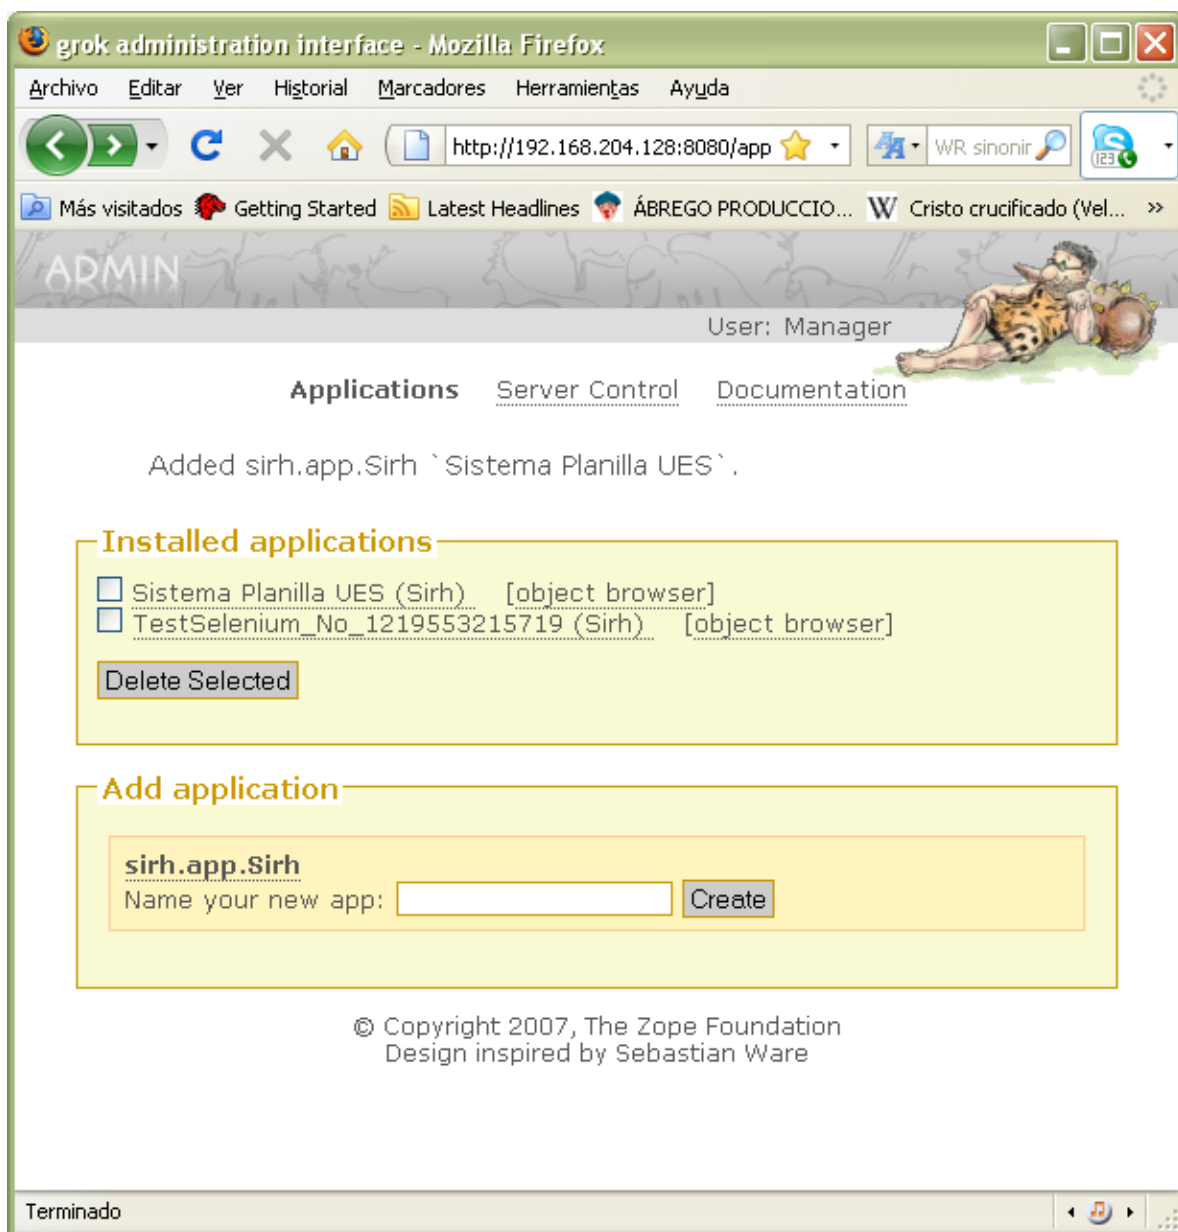 grok administration interface - Mozilla Firefox
Archivo Editar Ver Historial Marcadores Herramientas Ayuda
http://192.168.204.128:8080/app WR sinonir 123
Más visitados Getting Started Latest Headlines ÁBREGO PRODUCCIO... W Cristo crucificado (Vel... »
ADMIN
User: Manager
Applications Server Control Documentation
Added sirh.app.Sirh `Sistema Planilla UES`.
Installed applications
Sistema Planilla UES (Sirh) [object browser]
TestSelenium_No_1219553215719 (Sirh) [object browser]
Delete Selected
Add application
sirh.app.Sirh
Name your new app: Create
© Copyright 2007, The Zope Foundation
Design inspired by Sebastian Ware
Terminado